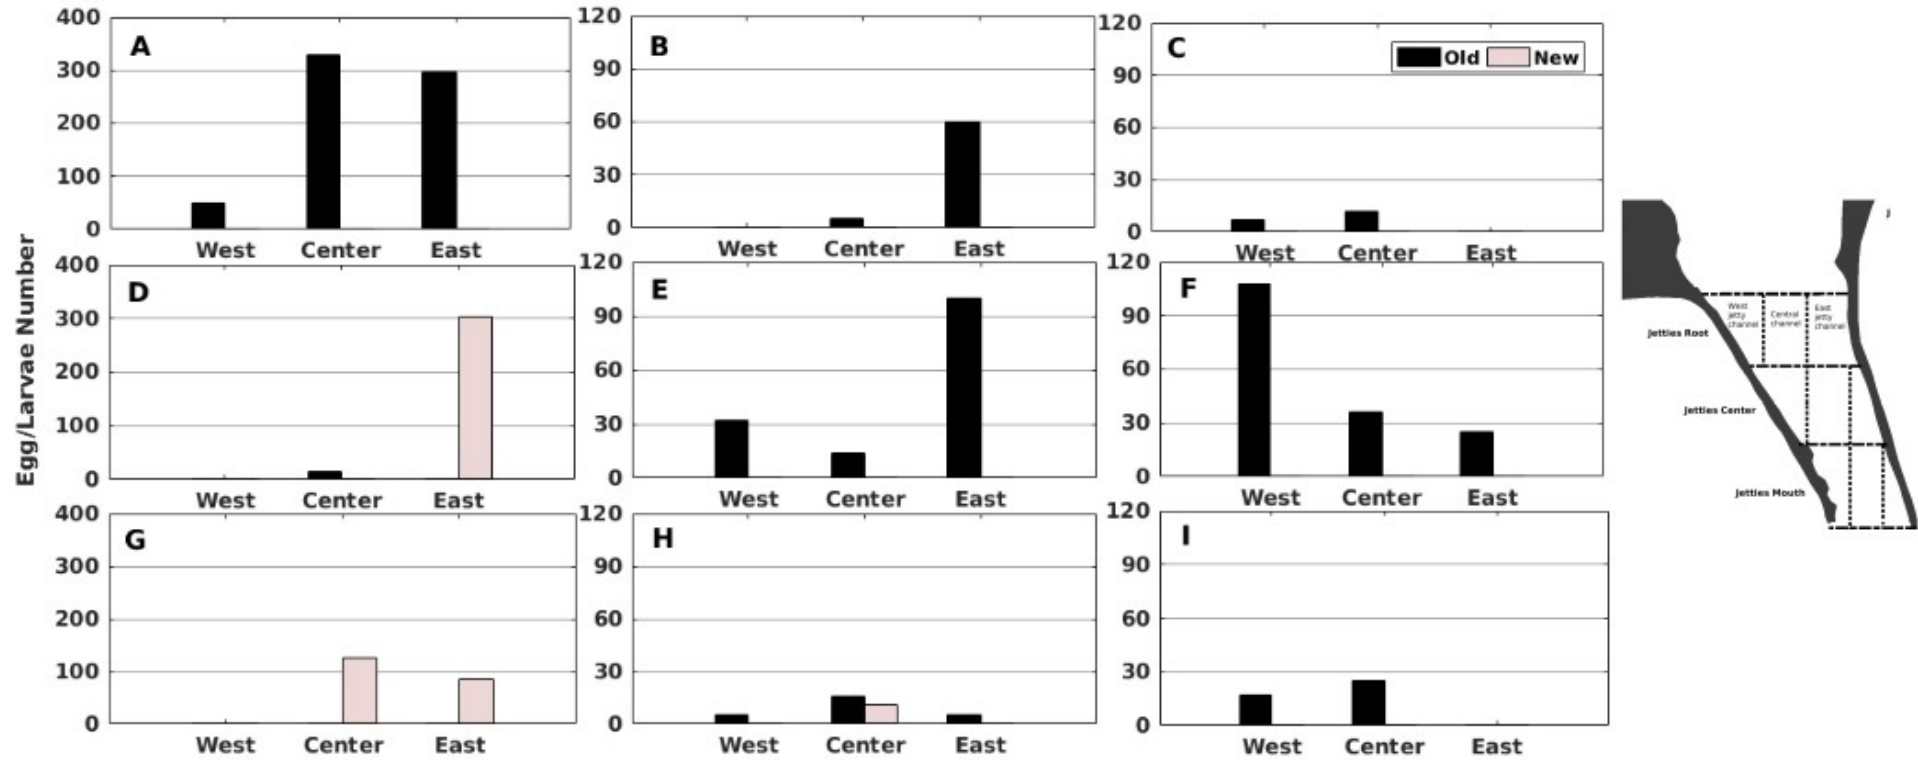 Egg/Larvae Number
A
400
300
200
100
0
West Center East
B
120
90
60
30
0
West Center East
C
Old New
120
90
60
30
0
West Center East
D
400
300
200
100
0
West Center East
E
120
90
60
30
0
West Center East
F
120
90
60
30
0
West Center East
G
400
300
200
100
0
West Center East
H
120
90
60
30
0
West Center East
I
120
90
60
30
0
West Center East
West
jetty
channel
Central
channel
East
jetty
channel
Jetties Root
Jetties Center
Jetties Mouth